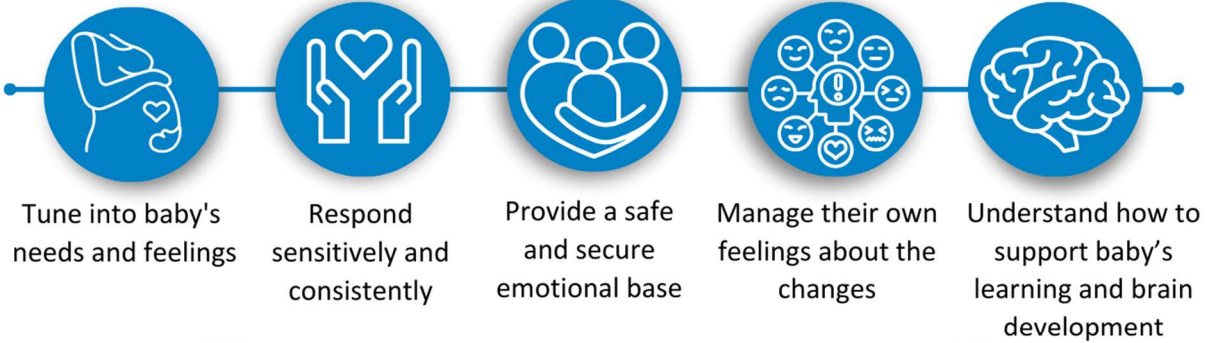 Tune into baby's
needs and feelings
Respond
sensitively and
consistently
Provide a safe
and secure
emotional base
Manage their own
feelings about the
changes
Understand how to
support baby’s
learning and brain
development